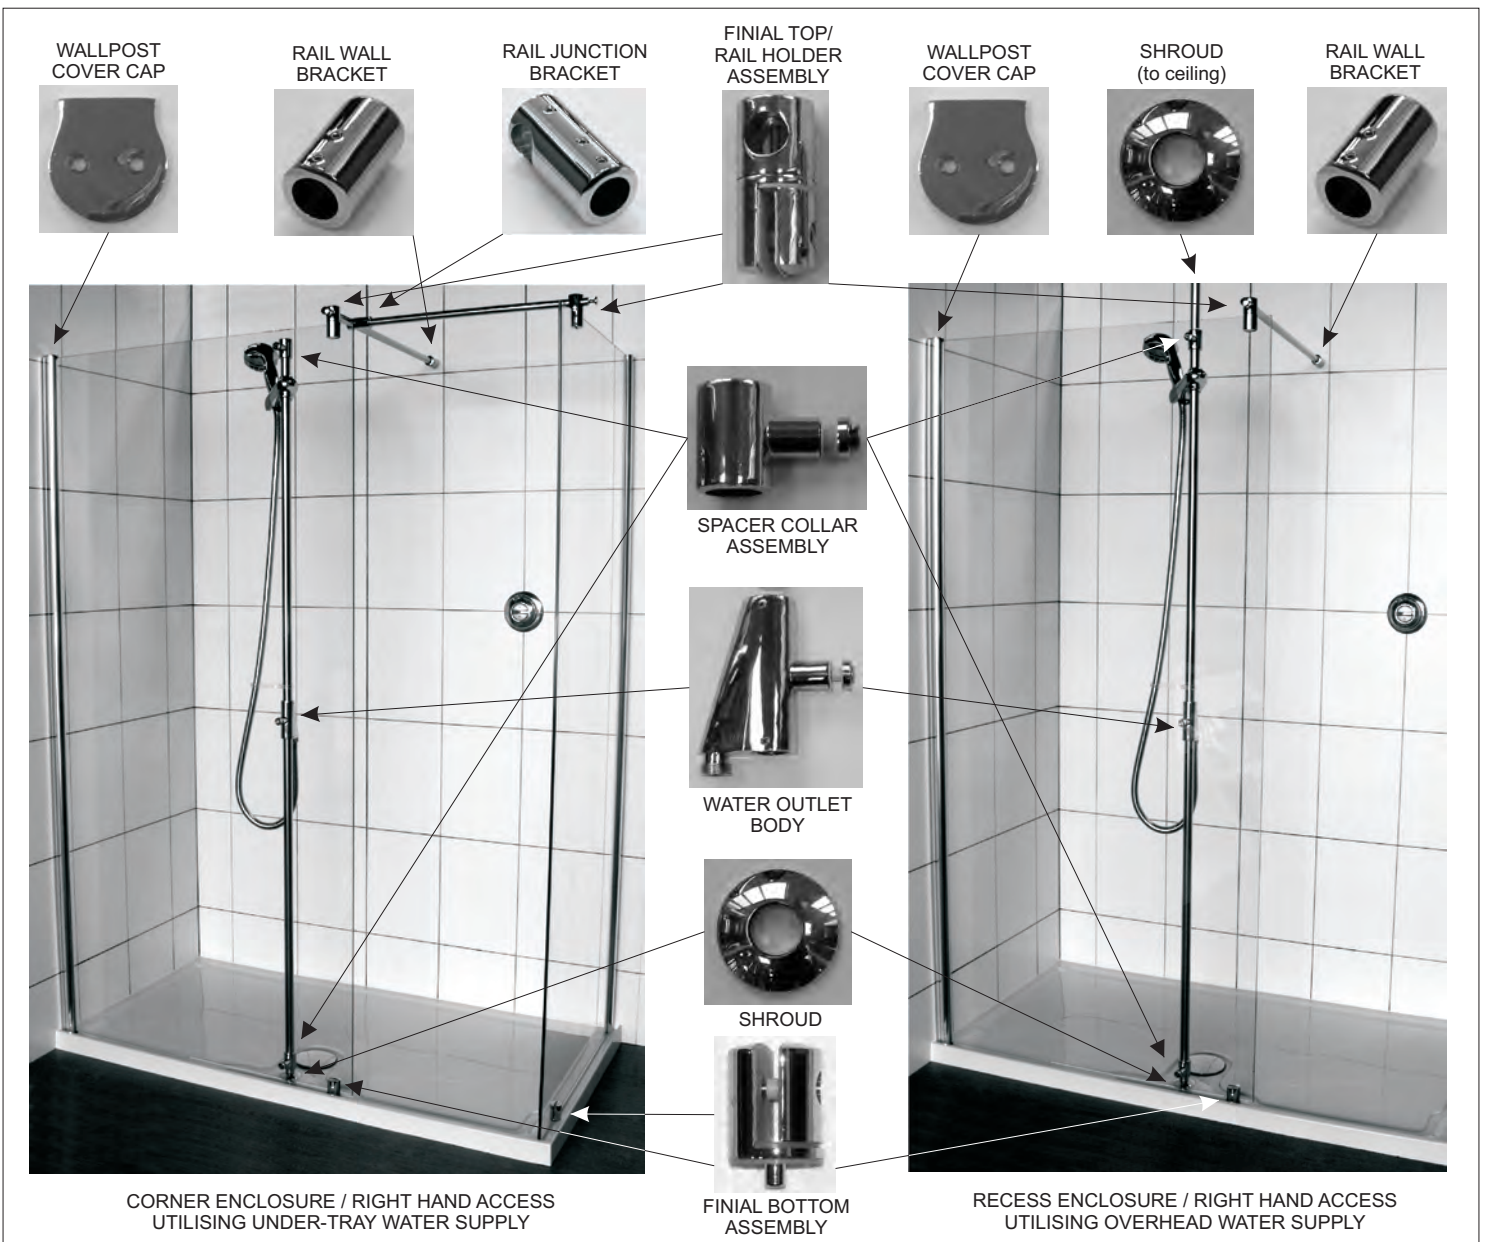 WALLPOST
COVER CAP
RAIL WALL
BRACKET
RAIL JUNCTION
BRACKET
FINIAL TOP/
RAIL HOLDER
ASSEMBLY
WALLPOST
COVER CAP
SHROUD
(to ceiling)
RAIL WALL
BRACKET
SPACER COLLAR
ASSEMBLY
WATER OUTLET
BODY
SHROUD
FINIAL BOTTOM
ASSEMBLY
CORNER ENCLOSURE / RIGHT HAND ACCESS
UTILISING UNDER-TRAY WATER SUPPLY
RECESS ENCLOSURE / RIGHT HAND ACCESS
UTILISING OVERHEAD WATER SUPPLY